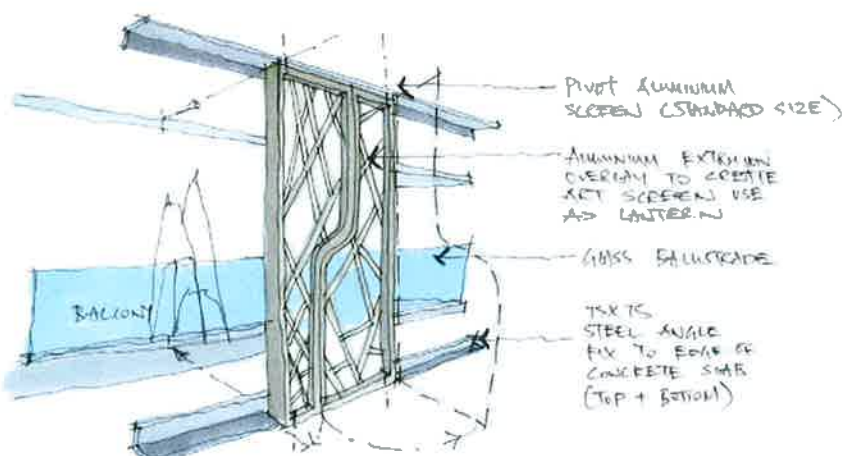 PIVOT ALUMINIUM
SCREEN (STANDARD SIZE)
ALUMINIUM EXTRUSION
OVERLAY TO CREATE
ART SCREEN USE
AS LANTERN
GLASS BALUSTRADE
BALCONY
75X75
STEEL ANGLE
FIX TO EDGE OF
CONCRETE SLAB
(TOP + BOTTOM)